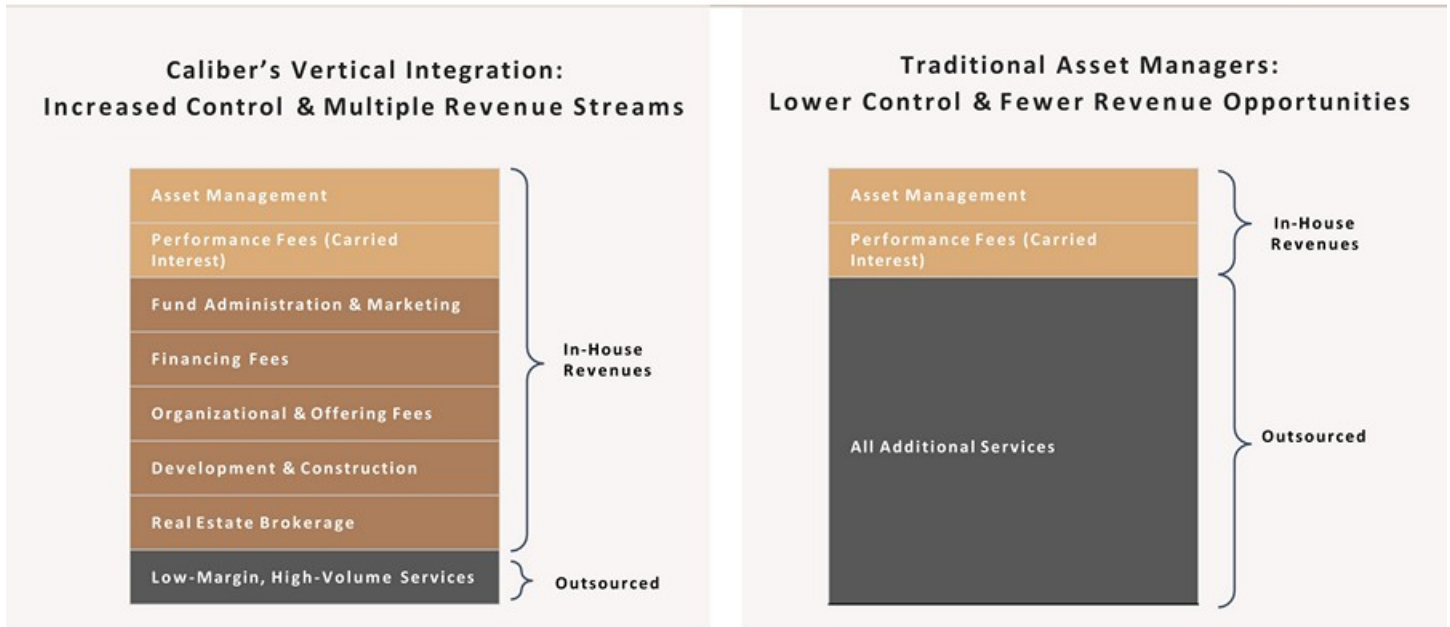 Caliber's Vertical Integration:
Increased Control & Multiple Revenue Streams
Asset Management
Performance Fees (Carried
Interest)
Fund Administration & Marketing
Financing Fees
Organizational & Offering Fees
Development & Construction
Real Estate Brokerage
Low-Margin, High-Volume Services
In-House
Revenues
Outsourced
Traditional Asset Managers:
Lower Control & Fewer Revenue Opportunities
Asset Management
Performance Fees (Carried
Interest)
All Additional Services
In-House
Revenues
Outsourced